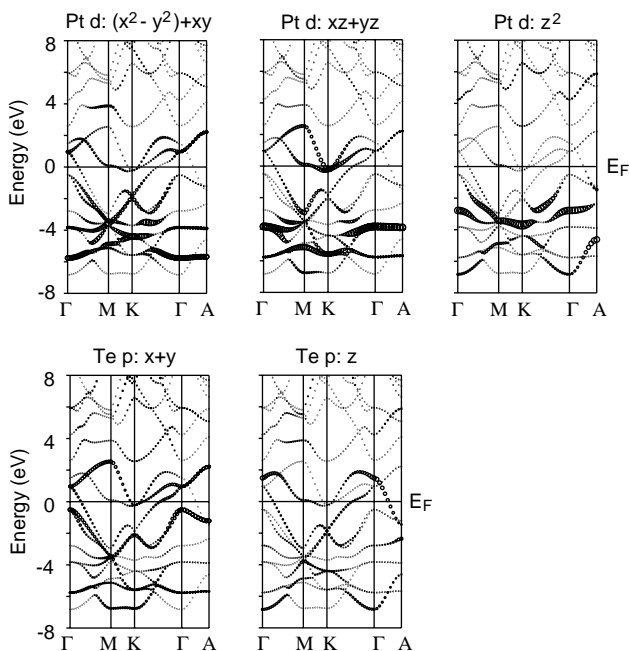 Pt d: (x² - y²)+xy
Pt d: xz+yz
Pt d: z²
Energy (eV)
8
4
0
-4
-8
E_F
Γ M K Γ A
Γ M K Γ A
Γ M K Γ A
Te p: x+y
Te p: z
Energy (eV)
8
4
0
-4
-8
E_F
Γ M K Γ A
Γ M K Γ A